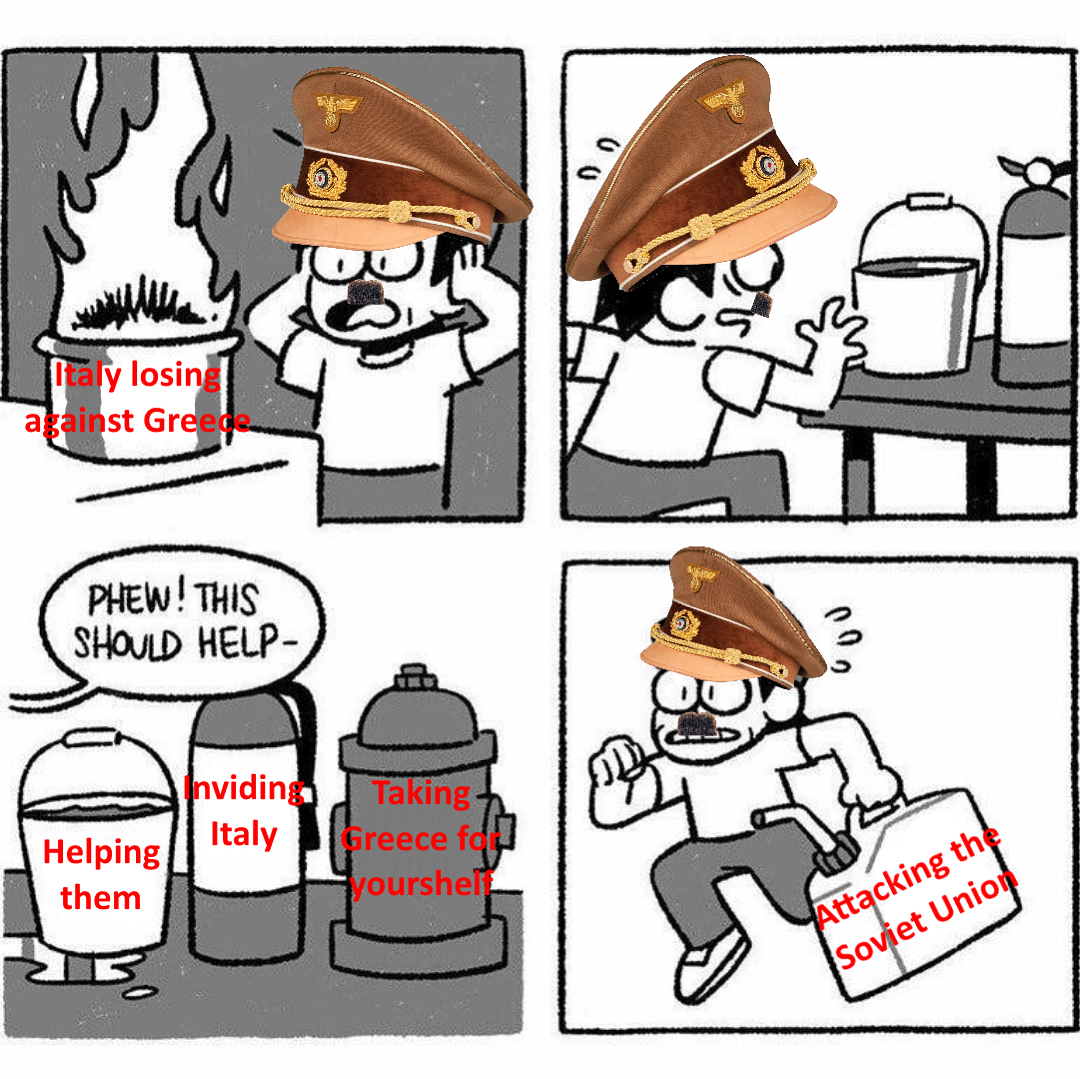 Italy losing
against Greece
PHEW! THIS
SHOULD HELP-
Helping
them
Inviding
Italy
Taking
Greece for
yourshelf
Attacking the
Soviet Union